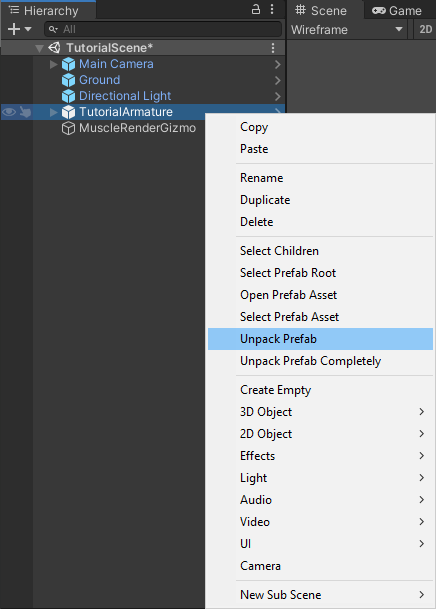 Hierarchy
Scene
Game
All
Wireframe
2D
TutorialScene*
Main Camera
Ground
Directional Light
TutorialArmature
MuscleRenderGizmo
Copy
Paste
Rename
Duplicate
Delete
Select Children
Select Prefab Root
Open Prefab Asset
Select Prefab Asset
Unpack Prefab
Unpack Prefab Completely
Create Empty
3D Object
2D Object
Effects
Light
Audio
Video
UI
Camera
New Sub Scene